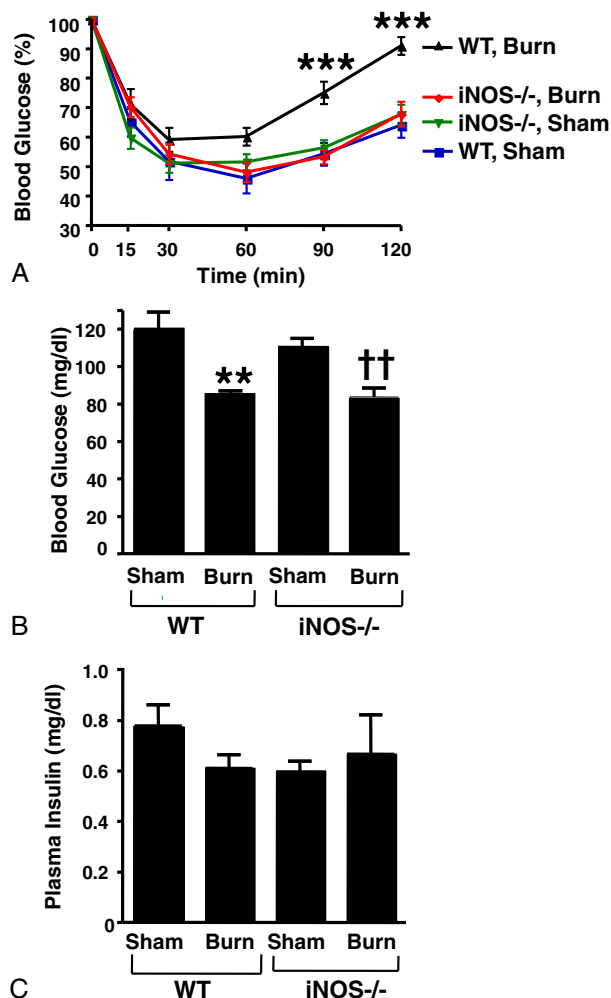 Blood Glucose (%)
100
90
80
70
60
50
40
30
0
15
30
60
90
120
Time (min)
***
***
WT, Burn
iNOS-/-, Burn
iNOS-/-, Sham
WT, Sham
A
Blood Glucose (mg/dl)
120
100
80
60
40
20
0
**
††
Sham Burn Sham Burn
WT iNOS-/-
B
Plasma Insulin (mg/dl)
1.0
0.8
0.6
0.4
0.2
0
Sham Burn Sham Burn
WT iNOS-/-
C